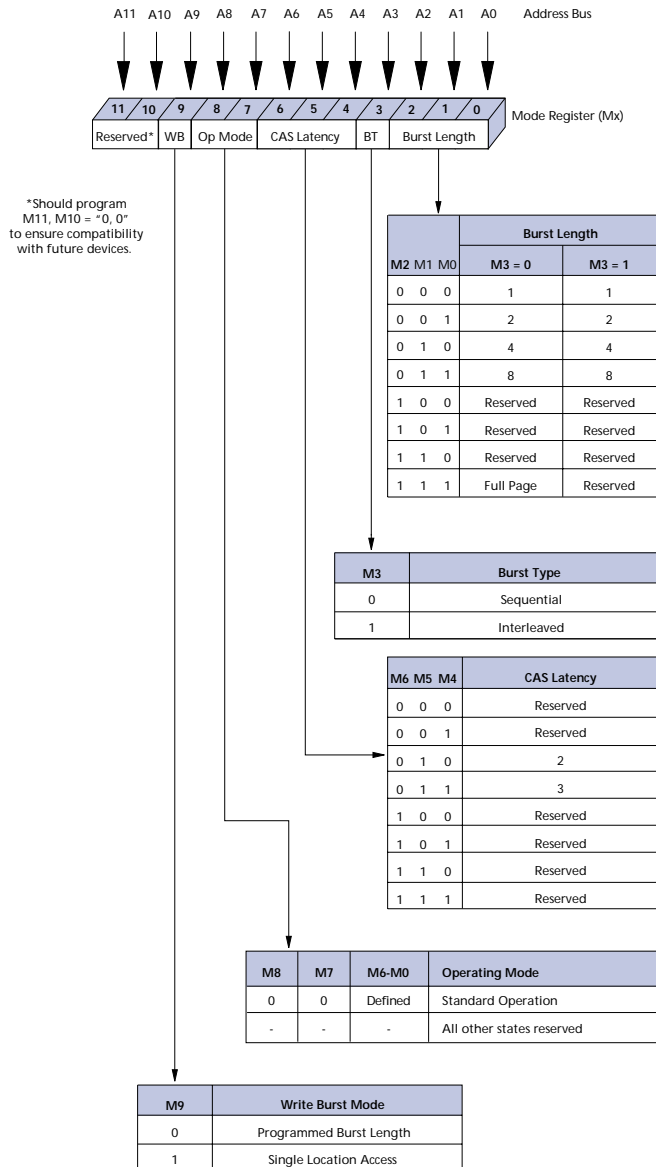 A11 A10 A9 A8 A7 A6 A5 A4 A3 A2 A1 A0 Address Bus
11 10 9 8 7 6 5 4 3 2 1 0 Mode Register (Mx)
Reserved* WB Op Mode CAS Latency BT Burst Length
*Should program
M11, M10 = “0, 0”
to ensure compatibility
with future devices.
Burst Length
M2 M1 M0 M3 = 0 M3 = 1
0 0 0 1 1
0 0 1 2 2
0 1 0 4 4
0 1 1 8 8
1 0 0 Reserved Reserved
1 0 1 Reserved Reserved
1 1 0 Reserved Reserved
1 1 1 Full Page Reserved
M3 Burst Type
0 Sequential
1 Interleaved
M6 M5 M4 CAS Latency
0 0 0 Reserved
0 0 1 Reserved
0 1 0 2
0 1 1 3
1 0 0 Reserved
1 0 1 Reserved
1 1 0 Reserved
1 1 1 Reserved
M8 M7 M6-M0 Operating Mode
0 0 Defined Standard Operation
- - - All other states reserved
M9 Write Burst Mode
0 Programmed Burst Length
1 Single Location Access